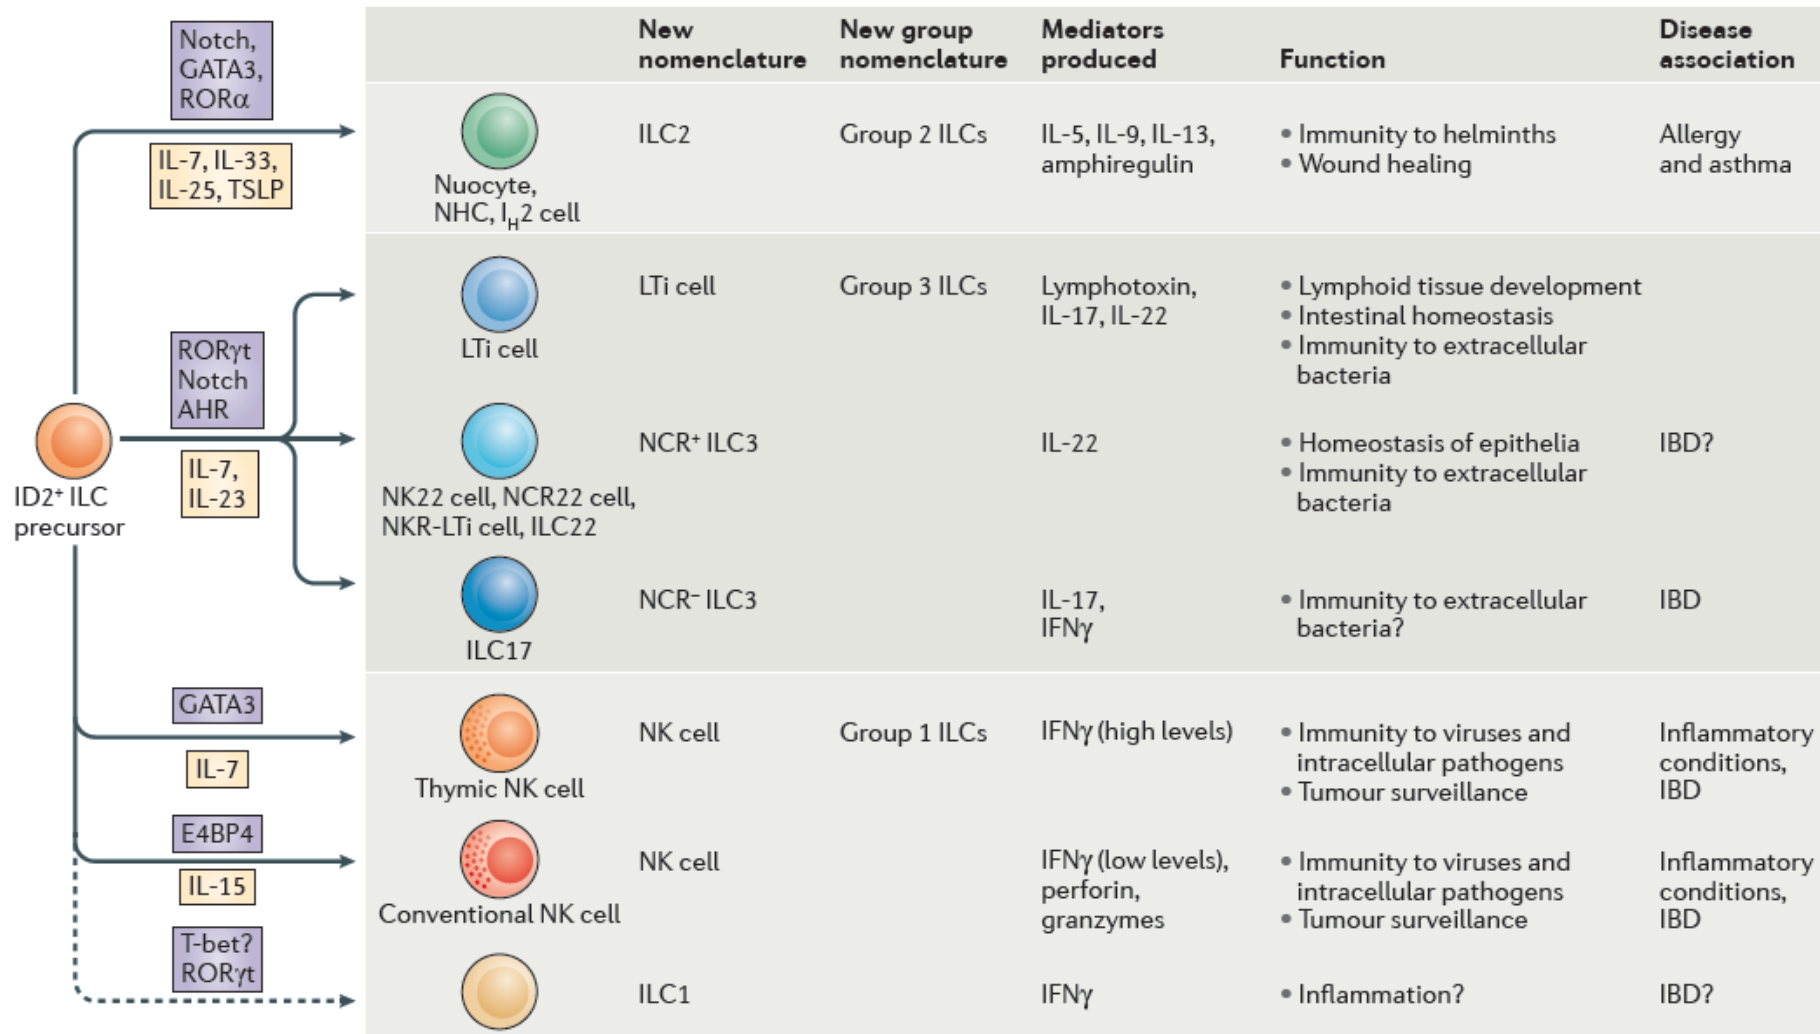 New nomenclature
New group nomenclature
Mediators produced
Function
Disease association
Notch,
GATA3,
RORα
IL-7, IL-33,
IL-25, TSLP
Nuocyte,
NHC, IH2 cell
ILC2
Group 2 ILCs
IL-5, IL-9, IL-13,
amphiregulin
• Immunity to helminths
• Wound healing
Allergy
and asthma
ID2+ ILC
precursor
RORγt
Notch
AHR
IL-7,
IL-23
LTi cell
LTi cell
Group 3 ILCs
Lymphotoxin,
IL-17, IL-22
• Lymphoid tissue development
• Intestinal homeostasis
• Immunity to extracellular
bacteria
NK22 cell, NCR22 cell,
NKR-LTi cell, ILC22
NCR+ ILC3
IL-22
• Homeostasis of epithelia
• Immunity to extracellular
bacteria
IBD?
ILC17
NCR− ILC3
IL-17,
IFNγ
• Immunity to extracellular
bacteria?
IBD
GATA3
IL-7
Thymic NK cell
NK cell
Group 1 ILCs
IFNγ (high levels)
• Immunity to viruses and
intracellular pathogens
• Tumour surveillance
Inflammatory
conditions,
IBD
E4BP4
IL-15
Conventional NK cell
NK cell
IFNγ (low levels),
perforin,
granzymes
• Immunity to viruses and
intracellular pathogens
• Tumour surveillance
Inflammatory
conditions,
IBD
T-bet?
RORγt
ILC1
IFNγ
• Inflammation?
IBD?